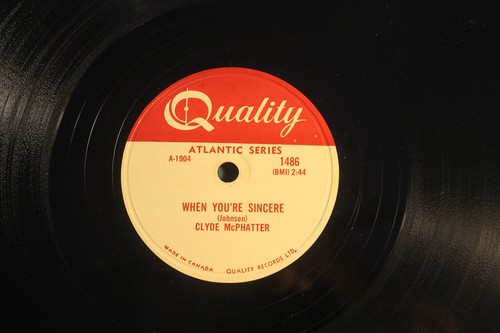 Quality
ATLANTIC SERIES
A-1904 1486
(BMI) 2:44
WHEN YOU'RE SINCERE
(Johnson)
CLYDE McPHATTER
MADE IN CANADA QUALITY RECORDS LTD.